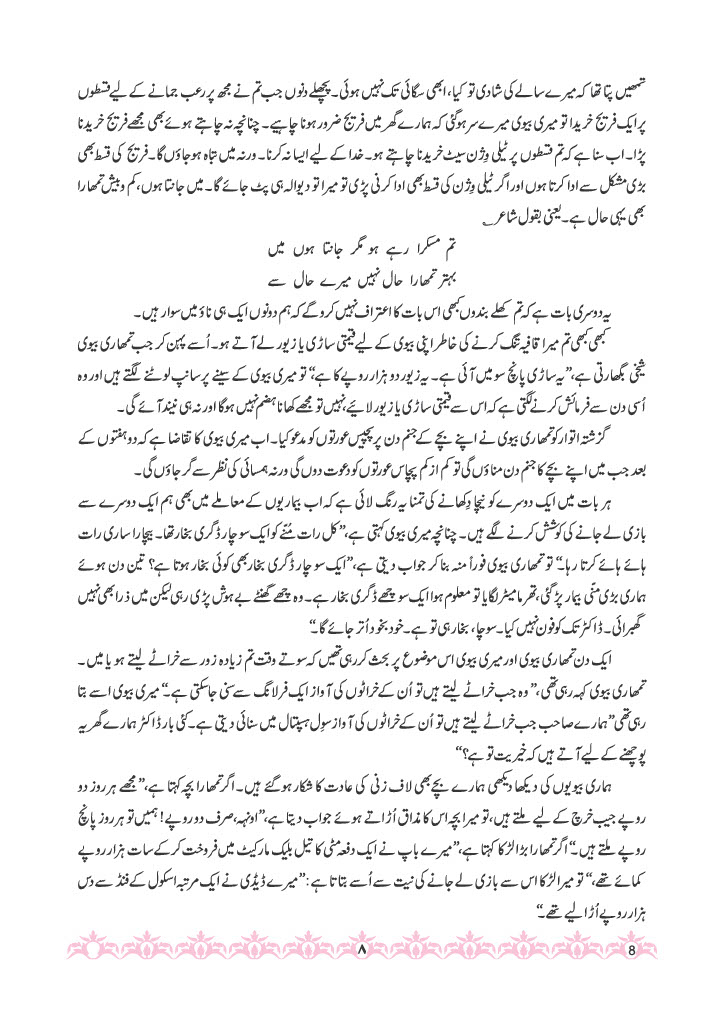 تمھیں پتا تھا کہ میرے سالے کی شادی تو کیا، ابھی سگائی تک نہیں ہوئی۔ پچھلے دنوں جب تم نے مجھ پر رعب جمانے کے لیے قسطوں
پر ایک فریج خریدا تو میری بیوی میرے سر ہو گئی کہ ہمارے گھر میں فریج ضرور ہونا چاہیے۔ چنانچہ نہ چاہتے ہوئے بھی مجھے فریج خریدنا
پڑا۔ اب سنا ہے کہ تم قسطوں پر ٹیلی وِژن سیٹ خریدنا چاہتے ہو۔ خدا کے لیے ایسا نہ کرنا۔ ورنہ میں تباہ ہو جاؤں گا۔ فریج کی قسط بھی
بڑی مشکل سے ادا کرتا ہوں اور اگر ٹیلی وِژن کی قسط بھی ادا کرنی پڑی تو میرا تو دیوالہ ہی پٹ جائے گا۔ میں جانتا ہوں، کم و بیش تمھارا
بھی یہی حال ہے۔ یعنی بقول شاعر ؎
تم مسکرا رہے ہو مگر جانتا ہوں میں
بہتر تمھارا حال نہیں میرے حال سے
یہ دوسری بات ہے کہ تم کھلے بندوں کبھی اس بات کا اعتراف نہیں کرو گے کہ ہم دونوں ایک ہی ناؤ میں سوار ہیں۔
کبھی کبھی تم میرا قافیہ تنگ کرنے کی خاطر اپنی بیوی کے لیے قیمتی ساڑی یا زیور لے آتے ہو۔ اُسے پہن کر جب تمھاری بیوی
شیخی بگھارتی ہے، ”یہ ساڑی پانچ سو میں آئی ہے۔ یہ زیور دو ہزار روپے کا ہے“، تو میری بیوی کے سینے پر سانپ لوٹنے لگتے ہیں اور وہ
اُسی دن سے فرمائش کرنے لگتی ہے کہ اس سے قیمتی ساڑی یا زیور لائیے، نہیں تو مجھے کھانا ہضم نہیں ہو گا اور نہ ہی نیند آئے گی۔
گزشتہ اتوار کو تمھاری بیوی نے اپنے بچے کے جنم دن پر پچیس عورتوں کو مدعو کیا۔ اب میری بیوی کا تقاضا ہے کہ دو ہفتوں کے
بعد جب میں اپنے بچے کا جنم دن مناؤں گی تو کم از کم پچاس عورتوں کو دعوت دوں گی ورنہ ہمسائی کی نظر سے گر جاؤں گی۔
ہر بات میں ایک دوسرے کو نیچا دِکھانے کی تمنا یہ رنگ لائی ہے کہ اب بیماریوں کے معاملے میں بھی ہم ایک دوسرے سے
بازی لے جانے کی کوشش کرنے لگے ہیں۔ چنانچہ میری بیوی کہتی ہے، ”کل رات مُنّے کو ایک سو چار ڈگری بخار تھا۔ بیچارا ساری رات
ہائے ہائے کرتا رہا۔“ تو تمھاری بیوی فوراً منہ بنا کر جواب دیتی ہے، ”ایک سو چار ڈگری بخار بھی کوئی بخار ہوتا ہے؟ تین دن ہوئے
ہماری بڑی منّی بیمار پڑ گئی، تھرمامیٹر لگایا تو معلوم ہوا ایک سو چھے ڈگری بخار ہے۔ وہ چھے گھنٹے بے ہوش پڑی رہی لیکن میں ذرا بھی نہیں
گھبرائی۔ ڈاکٹر تک کو فون نہیں کیا۔ سوچا، بخار ہی تو ہے۔ خود بخود اُتر جائے گا۔“
ایک دن تمھاری بیوی اور میری بیوی اس موضوع پر بحث کر رہی تھیں کہ سوتے وقت تم زیادہ زور سے خراٹے لیتے ہو یا میں۔
تمھاری بیوی کہہ رہی تھی، ”وہ جب خراٹے لیتے ہیں تو اُن کے خراٹوں کی آواز ایک فرلانگ سے سنی جا سکتی ہے۔“ میری بیوی اسے بتا
رہی تھی ”ہمارے صاحب جب خراٹے لیتے ہیں تو اُن کے خراٹوں کی آواز سول ہسپتال میں سنائی دیتی ہے۔ کئی بار ڈاکٹر ہمارے گھر یہ
پوچھنے کے لیے آتے ہیں کہ خیریت تو ہے؟“
ہماری بیویوں کی دیکھا دیکھی ہمارے بچے بھی لاف زنی کی عادت کا شکار ہو گئے ہیں۔ اگر تمھارا بچہ کہتا ہے، ”مجھے ہر روز دو
روپے جیب خرچ کے لیے ملتے ہیں، تو میرا بچہ اس کا مذاق اُڑاتے ہوئے جواب دیتا ہے، ”اونہہ، صرف دو روپے! ہمیں تو ہر روز پانچ
روپے ملتے ہیں۔“ اگر تمھارا بڑا لڑکا کہتا ہے، ”میرے باپ نے ایک دفعہ مٹی کا تیل بلیک مارکیٹ میں فروخت کر کے سات ہزار روپے
کمائے تھے،“ تو میرا لڑکا اس سے بازی لے جانے کی نیت سے اُسے بتاتا ہے: ”میرے ڈیڈی نے ایک مرتبہ اسکول کے فنڈ سے دس
ہزار روپے اُڑا لیے تھے۔“
۸
8